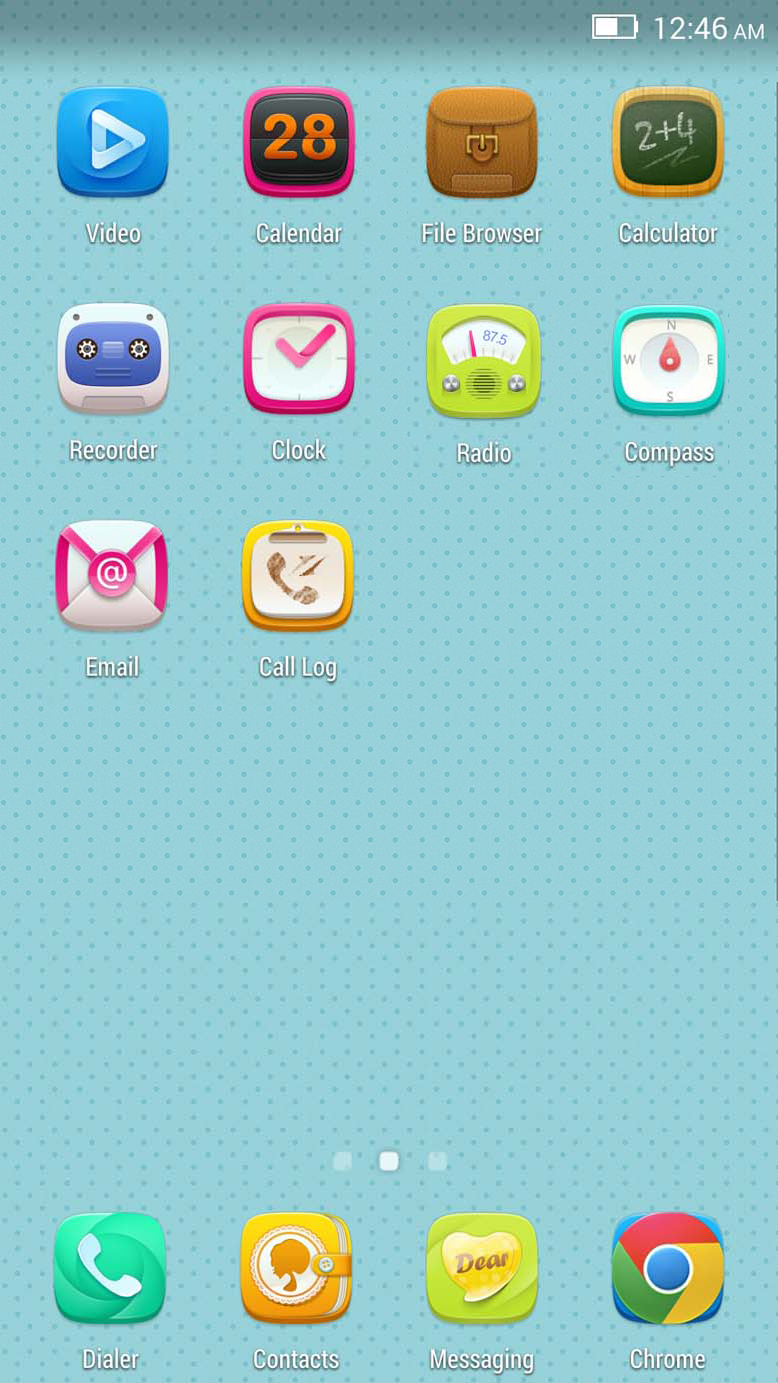 12:46 AM
28
2+4
Video
Calendar
File Browser
Calculator
87.5
N
W
E
S
Recorder
Clock
Radio
Compass
@
Email
Call Log
Dear
Dialer
Contacts
Messaging
Chrome